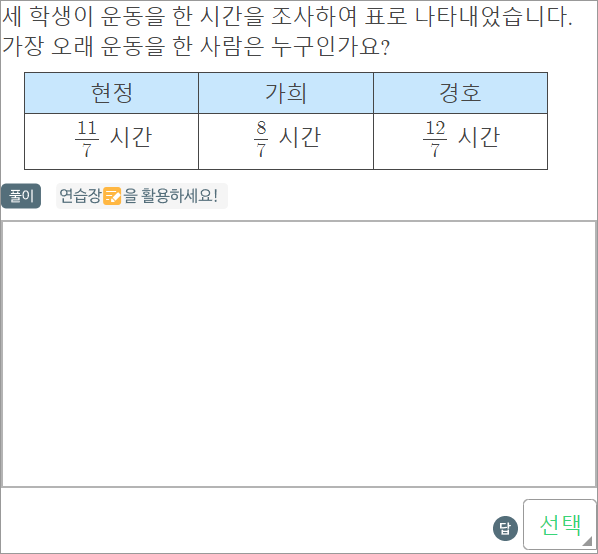 세 학생이 운동을 한 시간을 조사하여 표로 나타내었습니다.
가장 오래 운동을 한 사람은 누구인가요?
현정 가희 경호
11/7 시간 8/7 시간 12/7 시간
풀이 연습장을 활용하세요!
답 선택